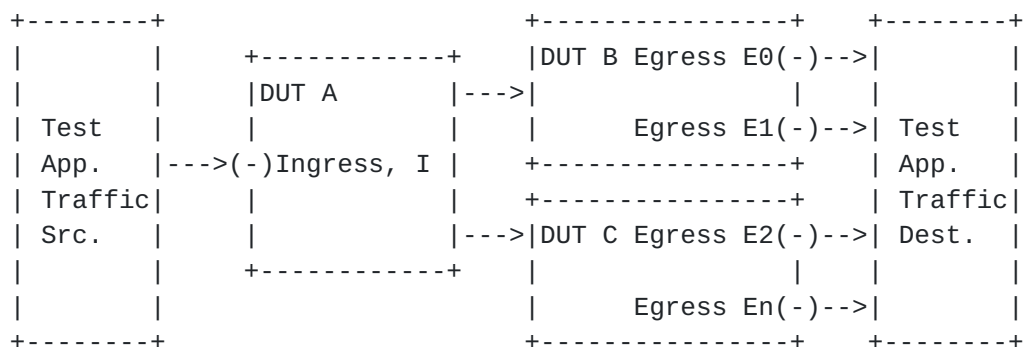 +--------+                     +----------------+    +--------+
|        |     +------------+    |DUT B Egress E0(-)-->|        |
|        |     |DUT A       |--->|                |    |        |
| Test   |     |            |    |      Egress E1(-)-->| Test   |
| App.   |--->(-)Ingress, I |    +----------------+    | App.   |
| Traffic|     |            |    +----------------+    | Traffic|
| Src.   |     |            |--->|DUT C Egress E2(-)-->| Dest.  |
|        |     +------------+    |                |    |        |
|        |                       |      Egress En(-)-->|        |
+--------+                     +----------------+    +--------+